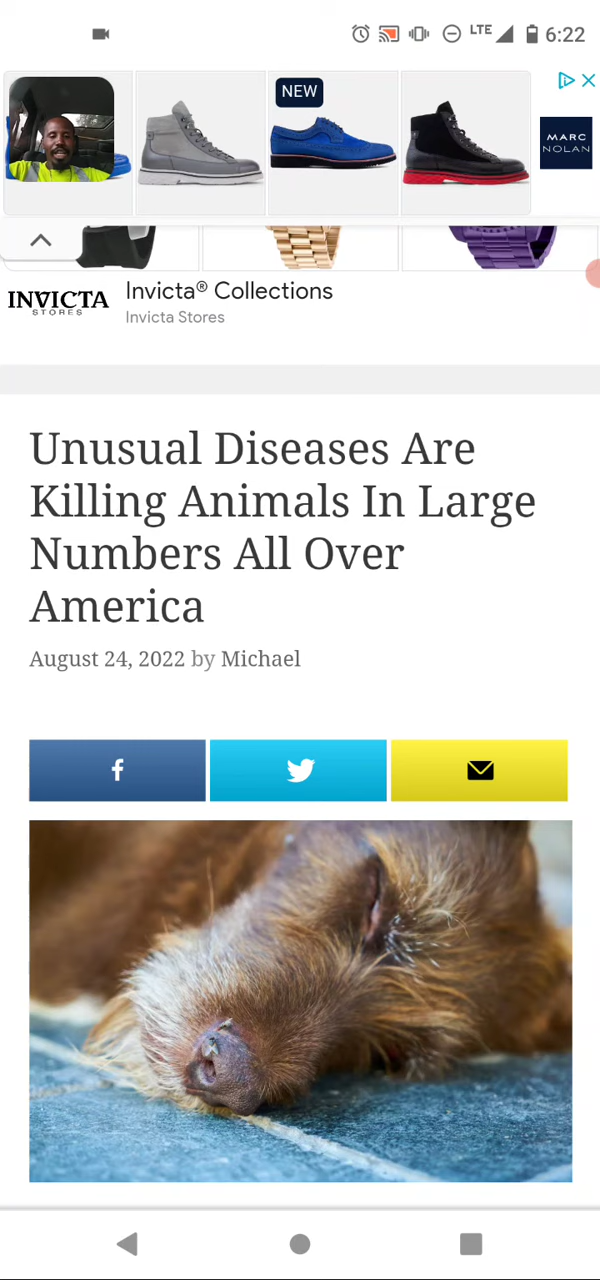 LTE 6:22
NEW
MARC
NOLAN
INVICTA
STORES
Invicta® Collections
Invicta Stores
Unusual Diseases Are
Killing Animals In Large
Numbers All Over
America
August 24, 2022 by Michael
f